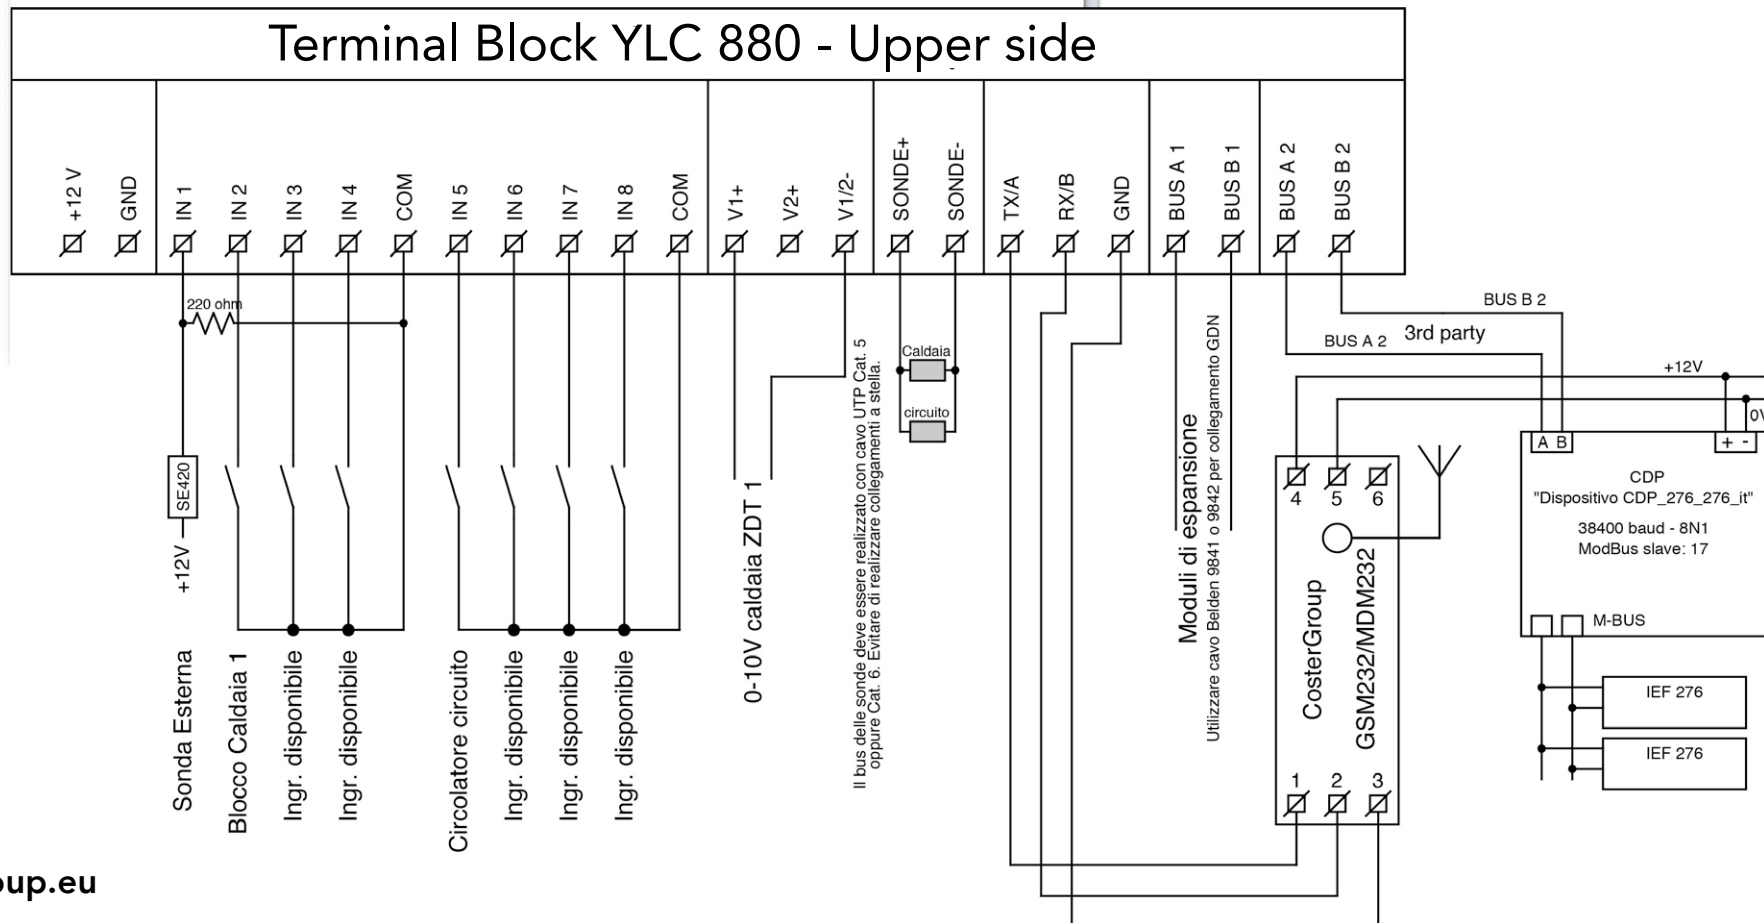 Terminal Block YLC 880 - Upper side
+12 V
GND
IN 1
IN 2
IN 3
IN 4
COM
IN 5
IN 6
IN 7
IN 8
COM
V1+
V2+
V1/2-
SONDE+
SONDE-
TX/A
RX/B
GND
BUS A 1
BUS B 1
BUS A 2
BUS B 2
220 ohm
SE420
+12V
Sonda Esterna
Blocco Caldaia 1
Ingr. disponibile
Ingr. disponibile
Circolatore circuito
Ingr. disponibile
Ingr. disponibile
Ingr. disponibile
0-10V caldaia ZDT 1
Il bus delle sonde deve essere realizzato con cavo UTP Cat. 5
oppure Cat. 6. Evitare di realizzare collegamenti a stella.
Caldaia
circuito
Moduli di espansione
Utilizzare cavo Belden 9841 o 9842 per collegamento GDN
BUS B 2
BUS A 2
3rd party
+12V
0V
4
5
6
CosterGroup
GSM232/MDM232
1
2
3
A B
+ -
CDP
"Dispositivo CDP_276_276_it"
38400 baud - 8N1
ModBus slave: 17
M-BUS
IEF 276
IEF 276
oup.eu